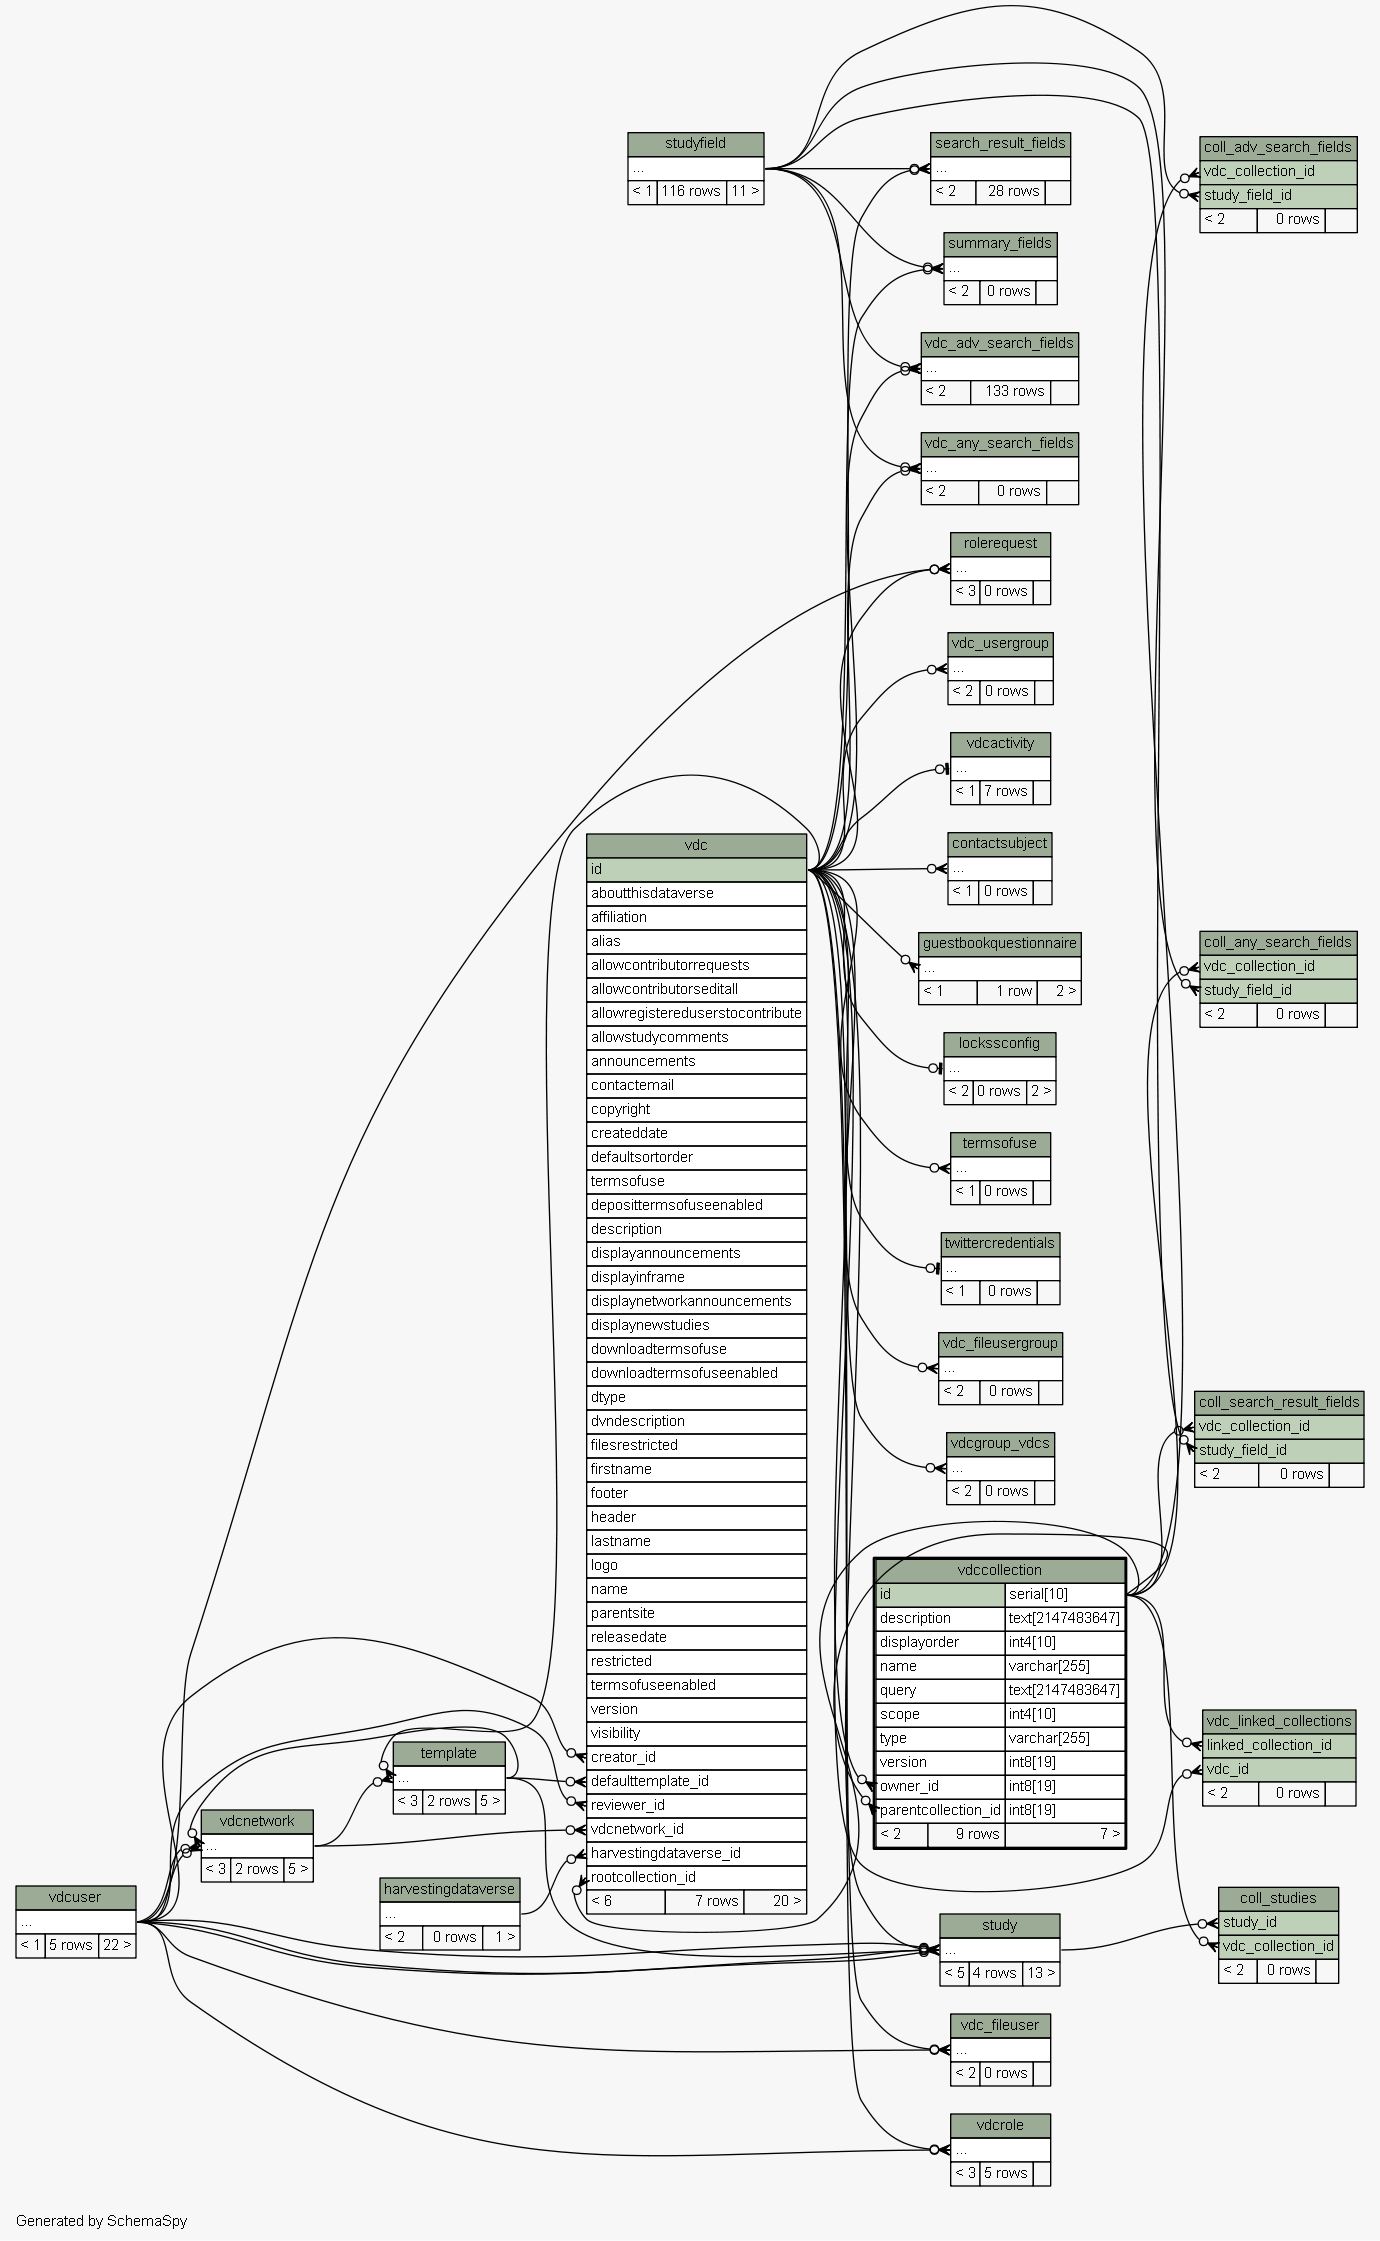 studyfield
...
< 1 116 rows 11 >
search_result_fields
...
< 2 28 rows
coll_adv_search_fields
vdc_collection_id
study_field_id
< 2 0 rows
summary_fields
...
< 2 0 rows
vdc_adv_search_fields
...
< 2 133 rows
vdc_any_search_fields
...
< 2 0 rows
rolerequest
...
< 3 0 rows
vdc_usergroup
...
< 2 0 rows
vdcactivity
...
< 1 7 rows
contactsubject
...
< 1 0 rows
guestbookquestionnaire
...
< 1 1 row 2 >
coll_any_search_fields
vdc_collection_id
study_field_id
< 2 0 rows
lockssconfig
...
< 2 0 rows 2 >
termsofuse
...
< 1 0 rows
twittercredentials
...
< 1 0 rows
vdc_fileusergroup
...
< 2 0 rows
vdcgroup_vdcs
...
< 2 0 rows
coll_search_result_fields
vdc_collection_id
study_field_id
< 2 0 rows
vdc
id
aboutthisdataverse
affiliation
alias
allowcontributorrequests
allowcontributorseditall
allowregistereduserstocontribute
allowstudycomments
announcements
contactemail
copyright
createddate
defaultsortorder
termsofuse
deposittermsofuseenabled
description
displayannouncements
displayinframe
displaynetworkannouncements
displaynewstudies
downloadtermsofuse
downloadtermsofuseenabled
dtype
dvndescription
filesrestricted
firstname
footer
header
lastname
logo
name
parentsite
releasedate
restricted
termsofuseenabled
version
visibility
creator_id
defaulttemplate_id
reviewer_id
vdcnetwork_id
harvestingdataverse_id
rootcollection_id
< 6 7 rows 20 >
vdccollection
id serial[10]
description text[2147483647]
displayorder int4[10]
name varchar[255]
query text[2147483647]
scope int4[10]
type varchar[255]
version int8[19]
owner_id int8[19]
parentcollection_id int8[19]
< 2 9 rows 7 >
vdc_linked_collections
linked_collection_id
vdc_id
< 2 0 rows
template
...
< 3 2 rows 5 >
vdcnetwork
...
< 3 2 rows 5 >
vdcuser
...
< 1 5 rows 22 >
harvestingdataverse
...
< 2 0 rows 1 >
study
...
< 5 4 rows 13 >
coll_studies
study_id
vdc_collection_id
< 2 0 rows
vdc_fileuser
...
< 2 0 rows
vdcrole
...
< 3 5 rows
Generated by SchemaSpy